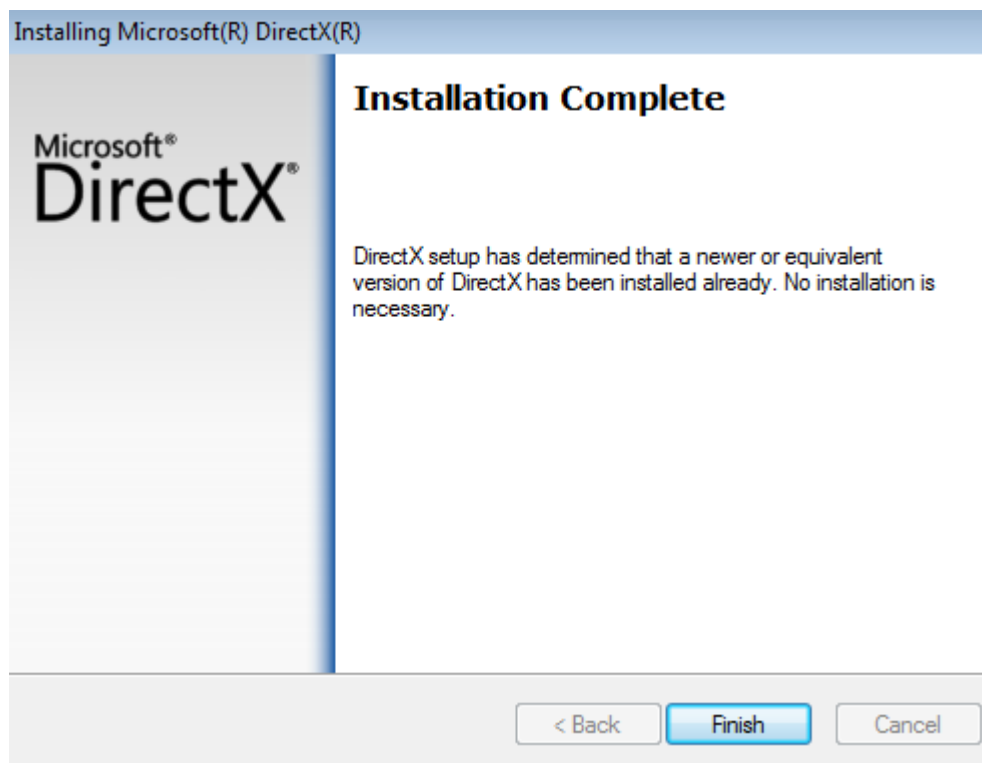 Installing Microsoft(R) DirectX(R)
Installation Complete
Microsoft®
DirectX®
DirectX setup has determined that a newer or equivalent
version of DirectX has been installed already. No installation is
necessary.
< Back
Finish
Cancel